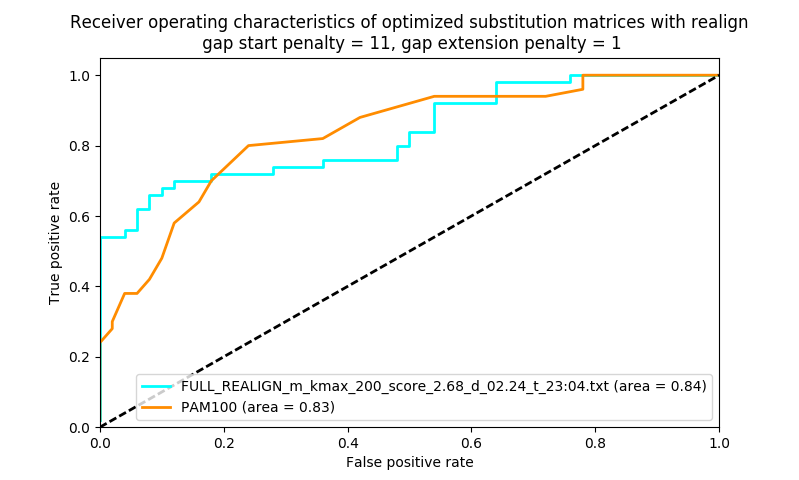 Receiver operating characteristics of optimized substitution matrices with realign
gap start penalty = 11, gap extension penalty = 1
1.0
0.8
0.6
0.4
0.2
0.0
True positive rate
FULL_REALIGN_m_kmax_200_score_2.68_d_02.24_t_23:04.txt (area = 0.84)
PAM100 (area = 0.83)
0.0 0.2 0.4 0.6 0.8 1.0
False positive rate